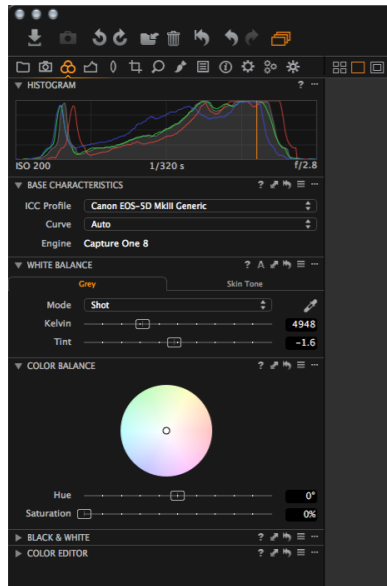 HISTOGRAM ? ...
ISO 200 1/320 s f/2.8
BASE CHARACTERISTICS ? ...
ICC Profile Canon EOS-5D MkIII Generic
Curve Auto
Engine Capture One 8
WHITE BALANCE ? A ...
Grey Skin Tone
Mode Shot
Kelvin 4948
Tint -1.6
COLOR BALANCE ? ...
Hue 0°
Saturation 0%
BLACK & WHITE ? ...
COLOR EDITOR ? ...